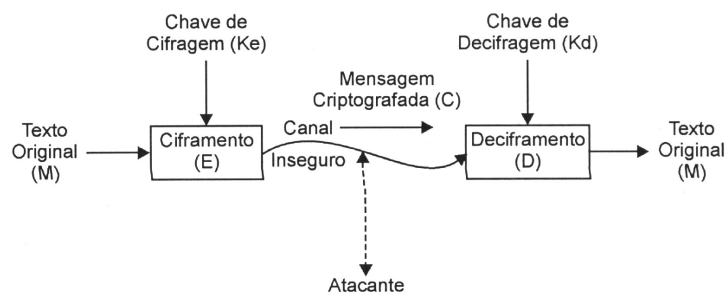 Chave de
Cifragem (Ke)
Chave de
Decifragem (Kd)
Mensagem
Criptografada (C)
Texto
Original
(M)
Ciframento
(E)
Canal
Inseguro
Deciframento
(D)
Texto
Original
(M)
Atacante